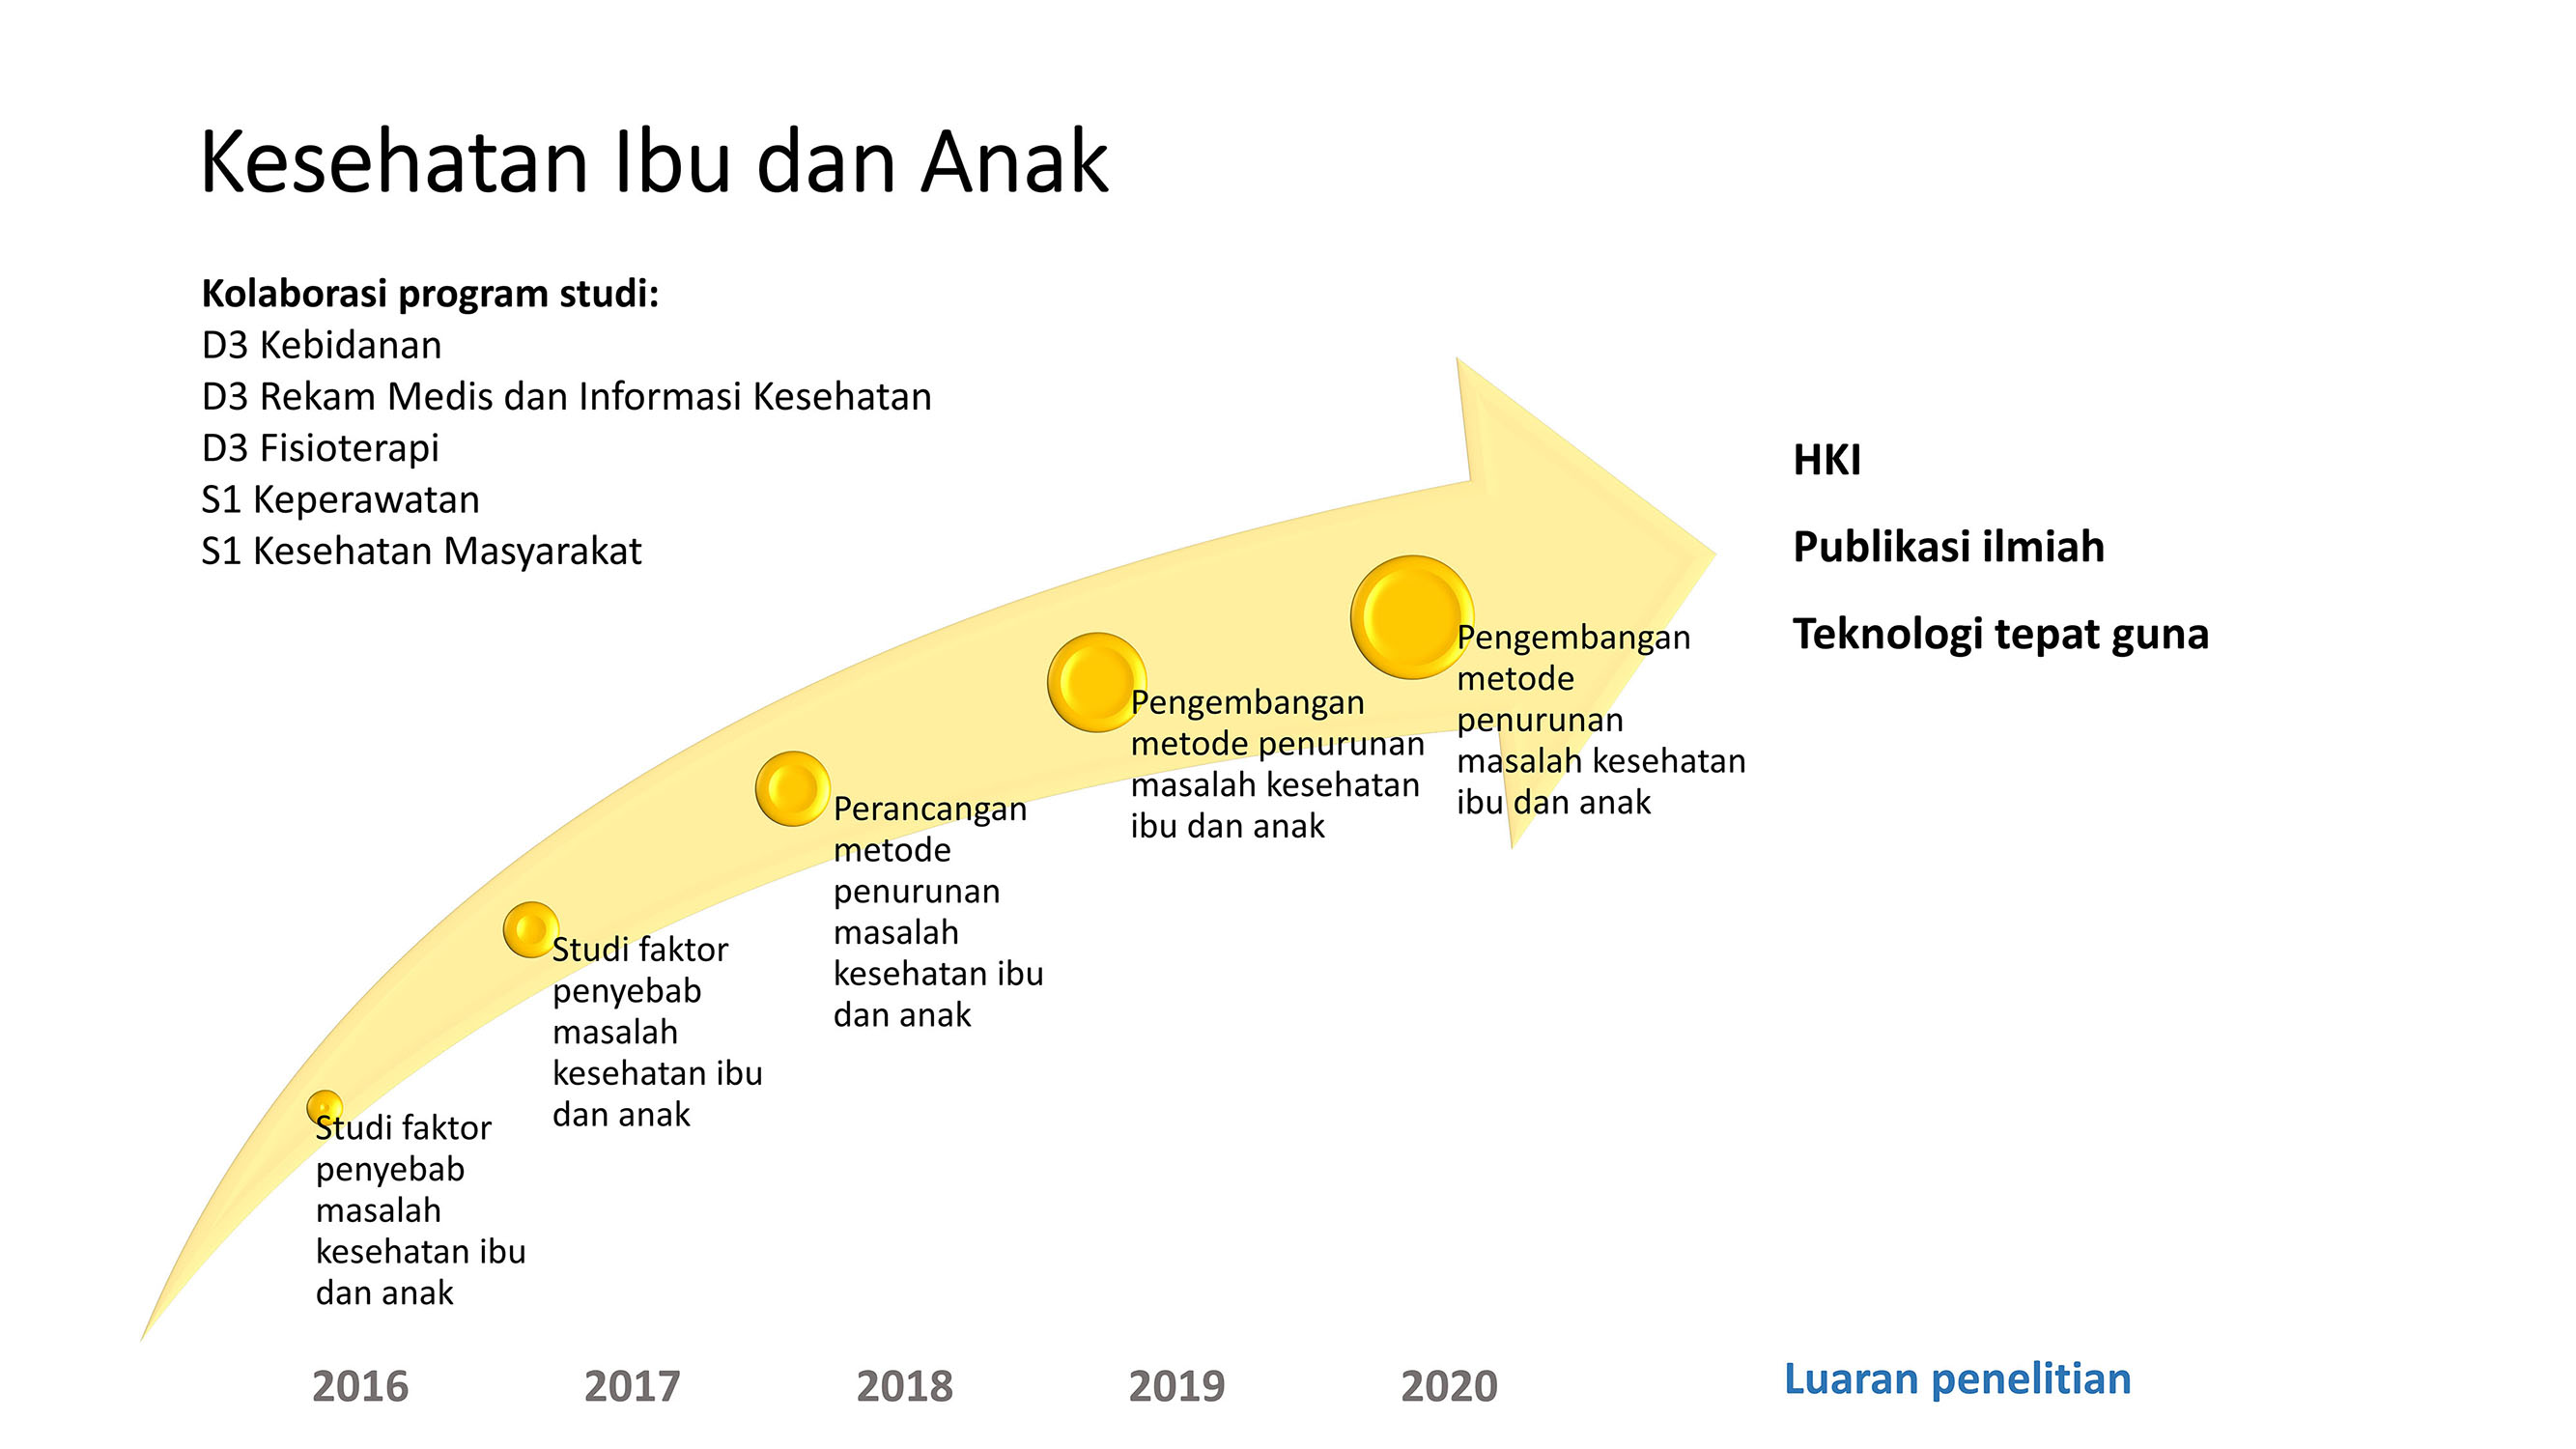 Kesehatan Ibu dan Anak
Kolaborasi program studi:
D3 Kebidanan
D3 Rekam Medis dan Informasi Kesehatan
D3 Fisioterapi
S1 Keperawatan
S1 Kesehatan Masyarakat
Studi faktor
penyebab
masalah
kesehatan ibu
dan anak
Studi faktor
penyebab
masalah
kesehatan ibu
dan anak
Perancangan
metode
penurunan
masalah
kesehatan ibu
dan anak
Pengembangan
metode penurunan
masalah kesehatan
ibu dan anak
Pengembangan
metode
penurunan
masalah kesehatan
ibu dan anak
HKI
Publikasi ilmiah
Teknologi tepat guna
2016 2017 2018 2019 2020 Luaran penelitian